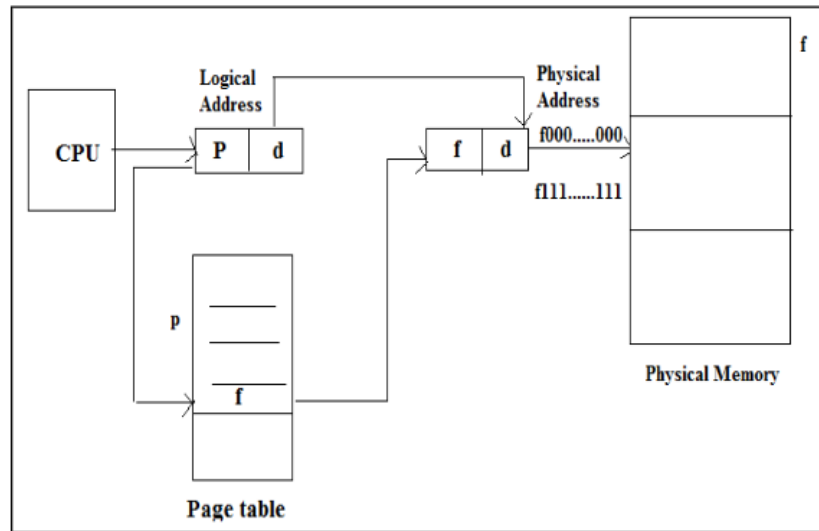 f
Logical
Address
Physical
Address
CPU
P d
f d
f000.....000
f111......111
p
f
Physical Memory
Page table